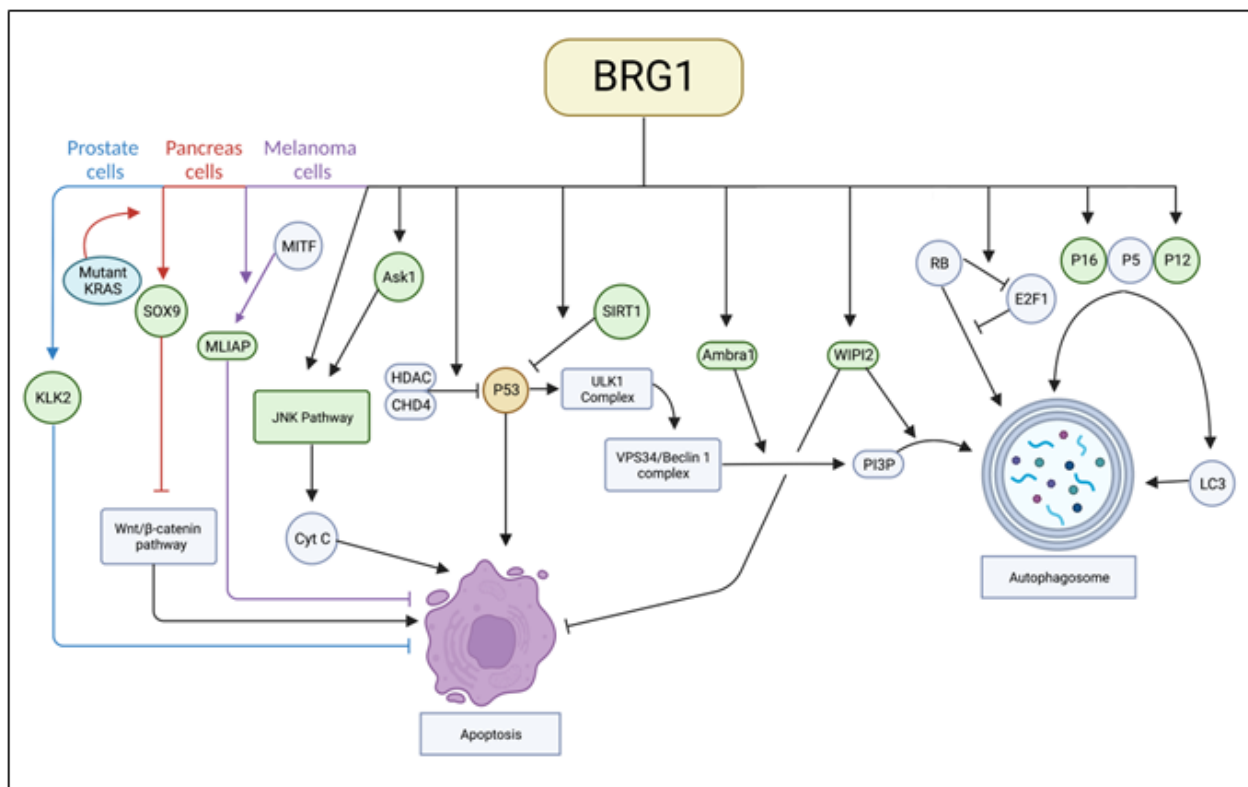 BRG1
Prostate
cells
Pancreas
cells
Melanoma
cells
MITF
Mutant
KRAS
SOX9
Ask1
SIRT1
RB
E2F1
P16
P5
P12
MLIAP
KLK2
JNK Pathway
HDAC
CHD4
P53
ULK1
Complex
Ambra1
WIPI2
VPS34/Beclin 1
complex
PI3P
LC3
Wnt/β-catenin
pathway
Cyt C
Autophagosome
Apoptosis